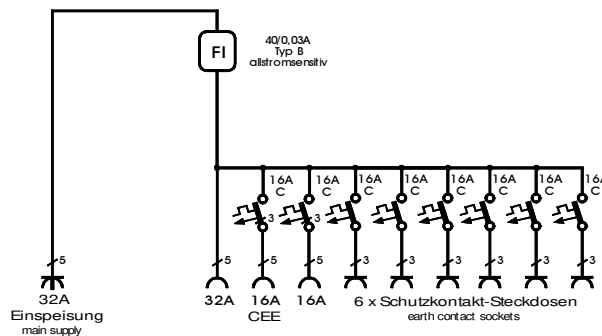 FI
40/0,03A
Typ B
allstromsensitiv
16A 16A 16A 16A 16A 16A 16A 16A
C C C C C C C C
3 3
5 5 5 5 3 3 3 3 3 3
32A 32A 16A 16A 6 x Schutzkontakt-Steckdosen
Einspeisung CEE earth contact sockets
main supply